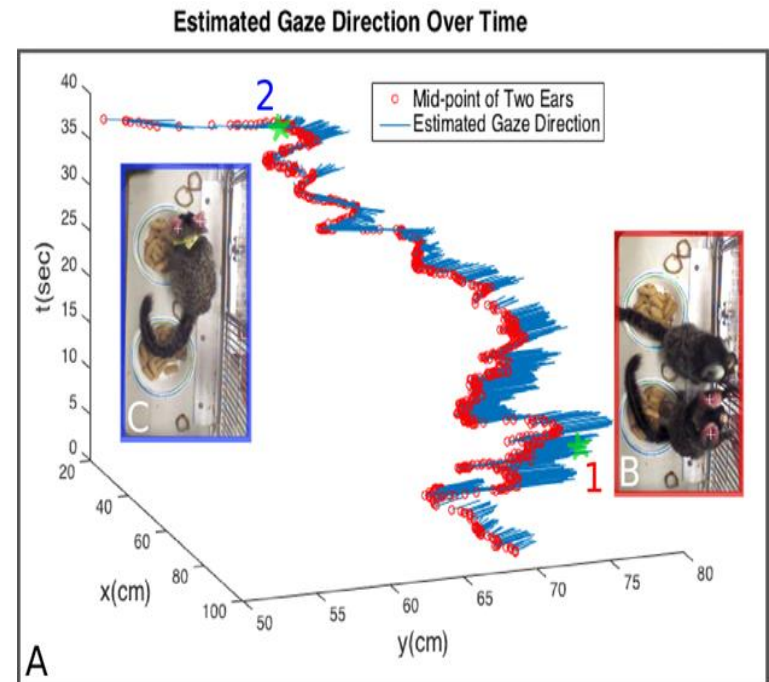 Estimated Gaze Direction Over Time
Mid-point of Two Ears
Estimated Gaze Direction
2
1
C
B
A
t(sec)
40
35
30
25
20
15
10
5
0
x(cm)
20
40
60
80
100
y(cm)
50
55
60
65
70
75
80